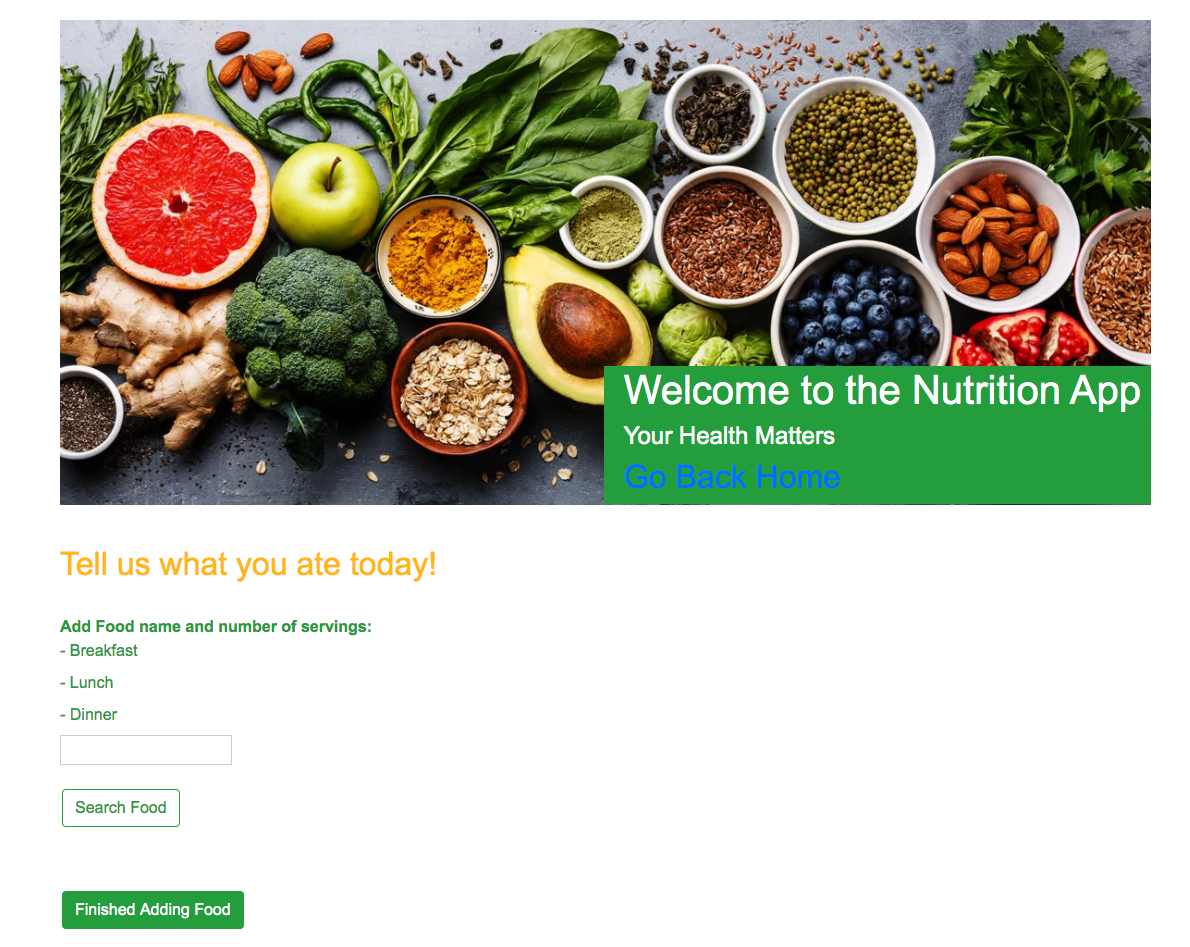 Welcome to the Nutrition App
Your Health Matters
Go Back Home
Tell us what you ate today!
Add Food name and number of servings:
- Breakfast
- Lunch
- Dinner
Search Food
Finished Adding Food